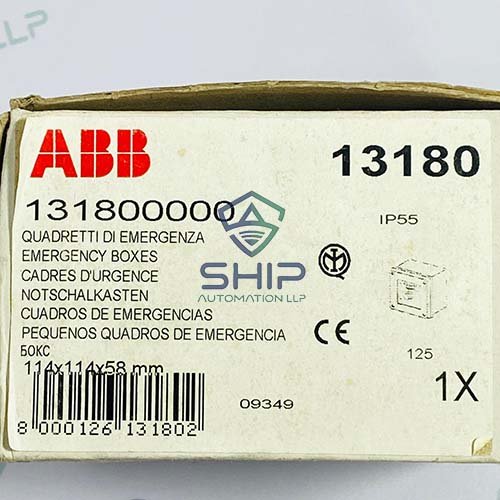 LLP
ABB
13180
131800000
IP55
QUADRETTI DI EMERGENZA
EMERGENCY BOXES
CADRES D'URGENCE
NOTSCHALKASTEN
CUADROS DE EMERGENCIAS
PEQUENOS QUADROS DE EMERGENCIA
БОКС
114x114x58 mm
SHIP
AUTOMATION LLP
CE
125
1X
09349
8 000126 131802